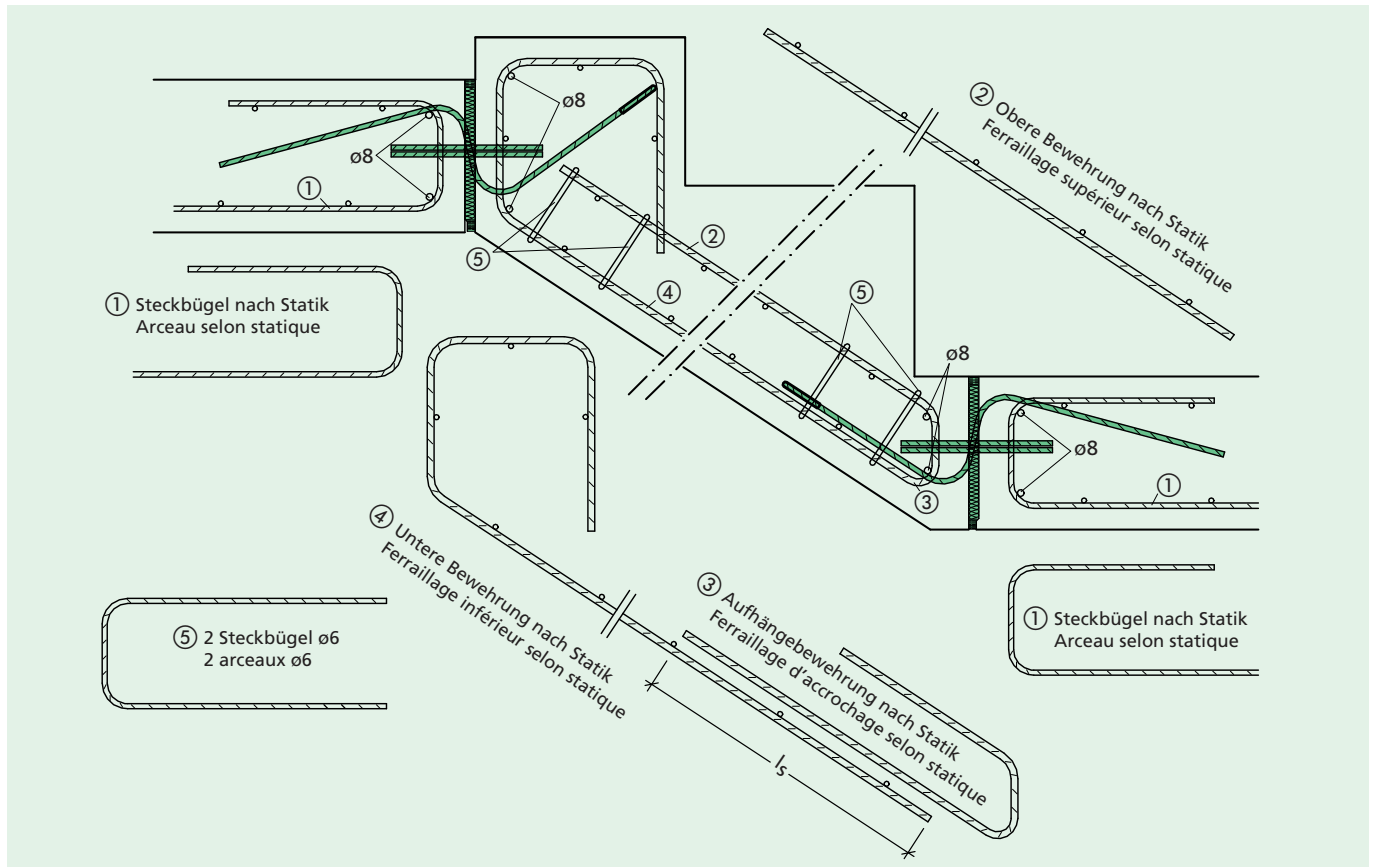 ② Obere Bewehrung nach Statik
Ferraillage supérieur selon statique
ø8
ø8
①
⑤
②
④
⑤
① Steckbügel nach Statik
Arceau selon statique
ø8
ø8
①
③
④ Untere Bewehrung nach Statik
Ferraillage inférieur selon statique
③ Aufhängebewehrung nach Statik
Ferraillage d'accrochage selon statique
① Steckbügel nach Statik
Arceau selon statique
⑤ 2 Steckbügel ø6
2 arceaux ø6
ls